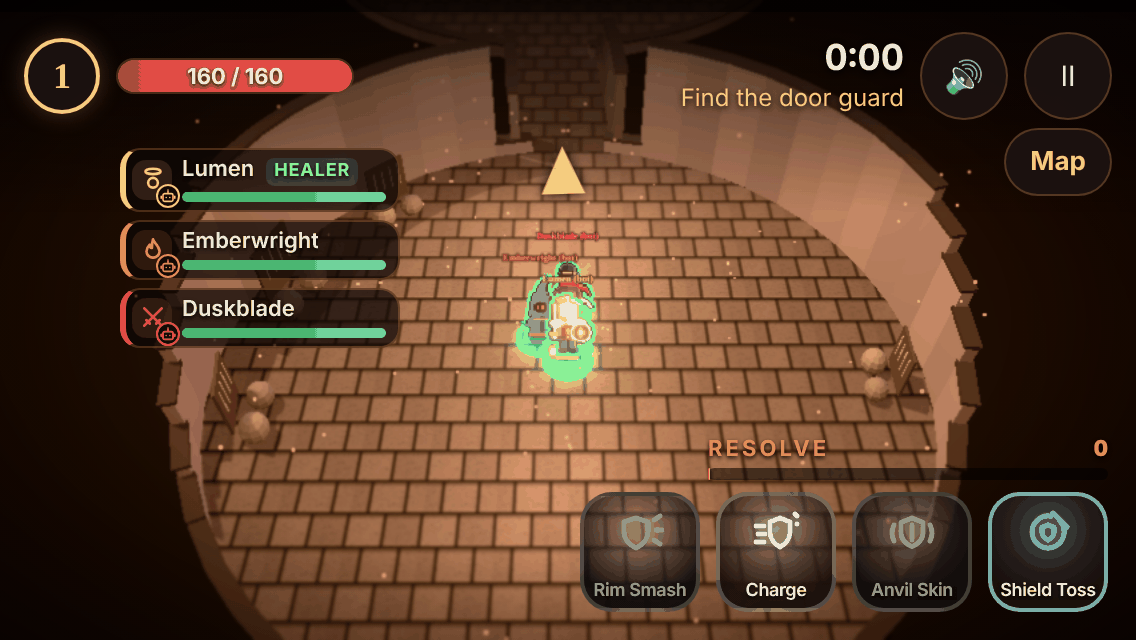 1
160 / 160
0:00
Find the door guard
Map
Lumen HEALER
Emberwright
Duskblade
RESOLVE 0
Rim Smash
Charge
Anvil Skin
Shield Toss